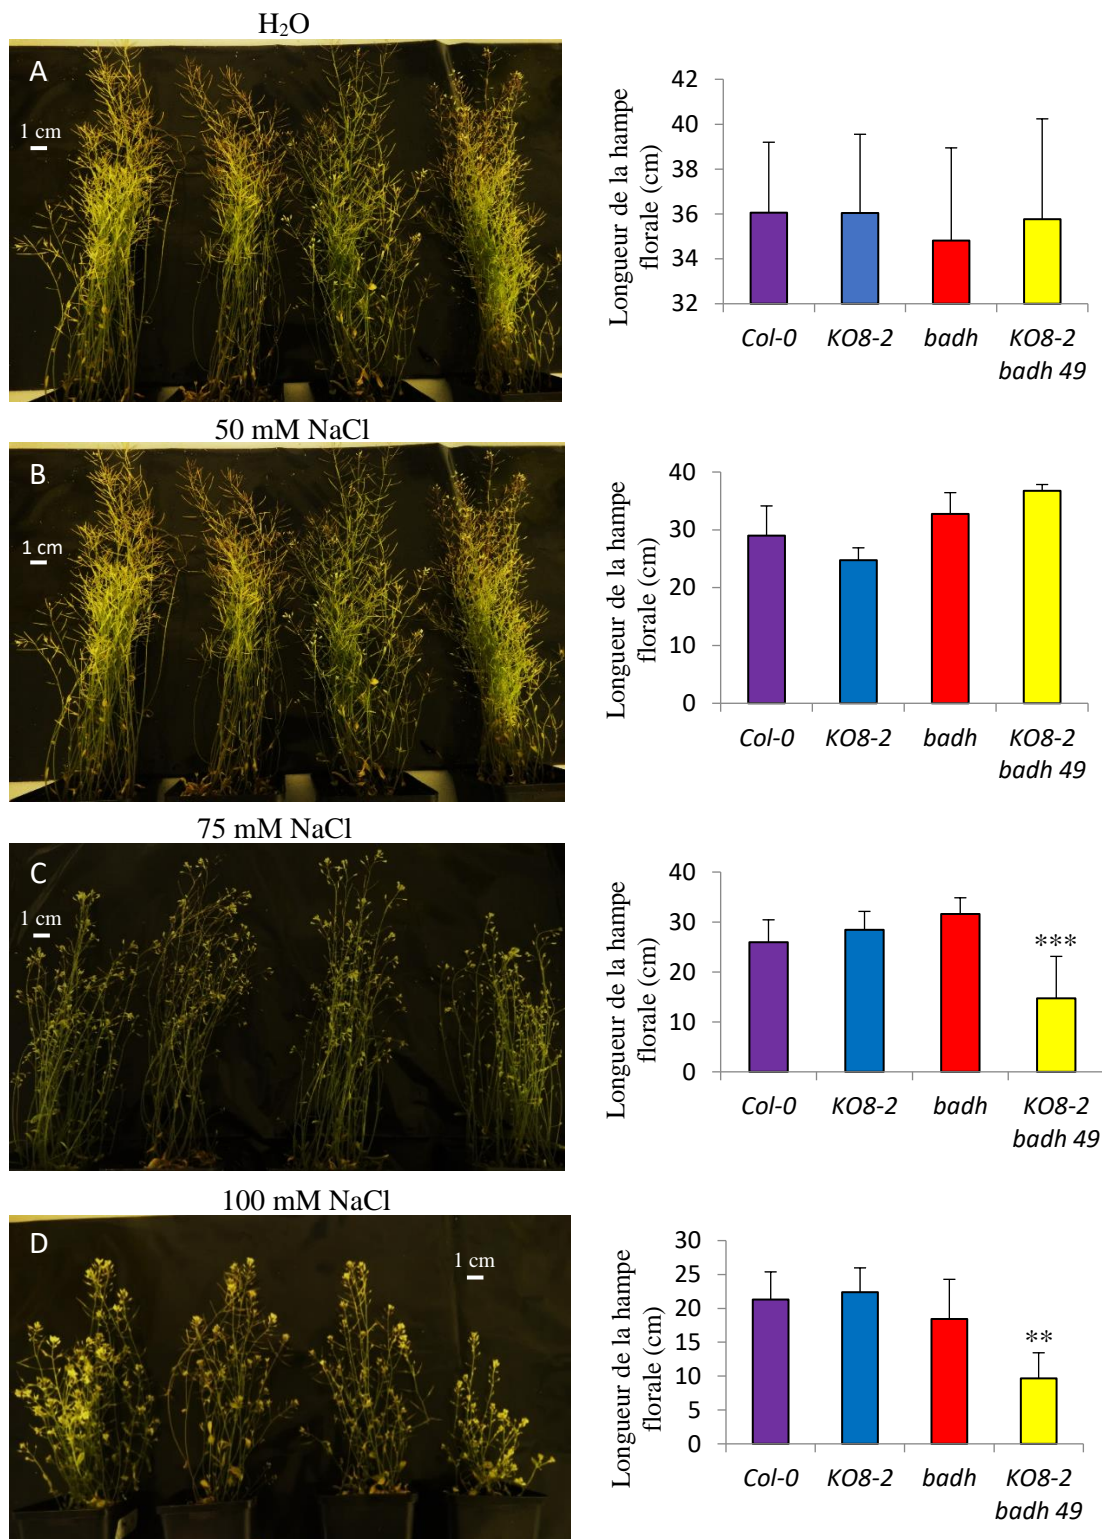 H₂O
A
1 cm
Longueur de la hampe
florale (cm)
42
40
38
36
34
32
Col-0 KO8-2 badh KO8-2
badh 49
50 mM NaCl
B
1 cm
Longueur de la hampe
florale (cm)
40
30
20
10
0
Col-0 KO8-2 badh KO8-2
badh 49
75 mM NaCl
C
1 cm
Longueur de la hampe
florale (cm)
40
30
20
10
0
***
Col-0 KO8-2 badh KO8-2
badh 49
100 mM NaCl
D
1 cm
Longueur de la hampe
florale (cm)
30
25
20
15
10
5
0
**
Col-0 KO8-2 badh KO8-2
badh 49